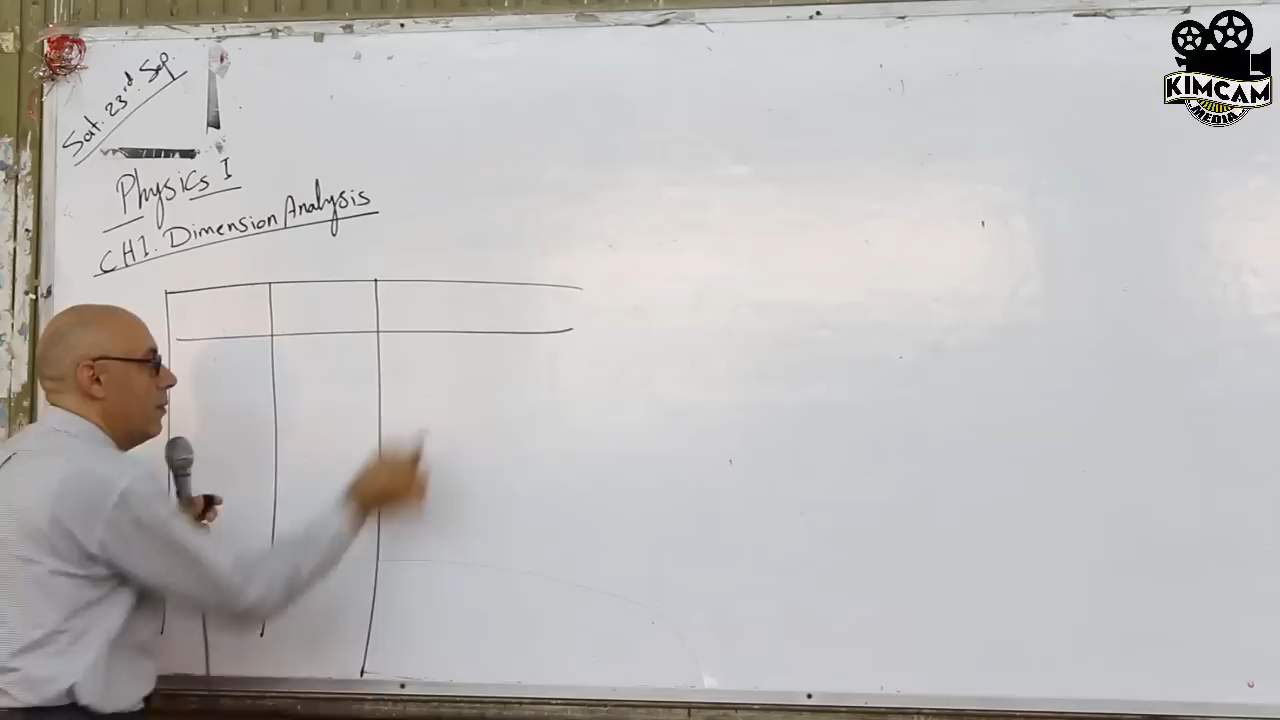 Sat. 23rd. Sep.
Physics I
CH1. Dimension Analysis
KIMCAM
MEDIA